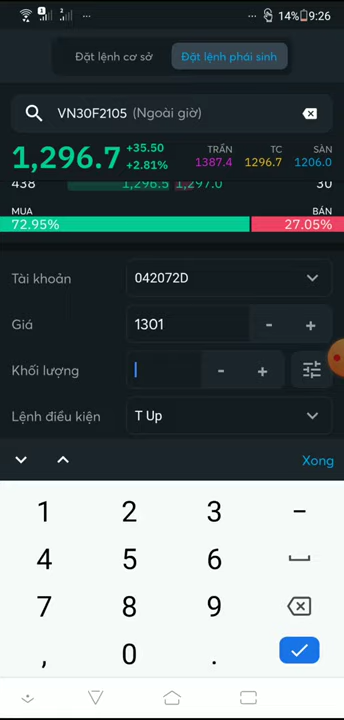 1 2 ... ... 14% 9:26
Đặt lệnh cơ sở Đặt lệnh phái sinh
VN30F2105 (Ngoài giờ)
1,296.7 +35.50 +2.81%
TRẦN TC SÀN
1387.4 1296.7 1206.0
438 1,296.5 1,297.0 30
MUA BÁN
72.95% 27.05%
Tài khoản 042072D
Giá 1301 - +
Khối lượng - +
Lệnh điều kiện T Up
Xong
1 2 3 -
4 5 6
7 8 9
, 0 .